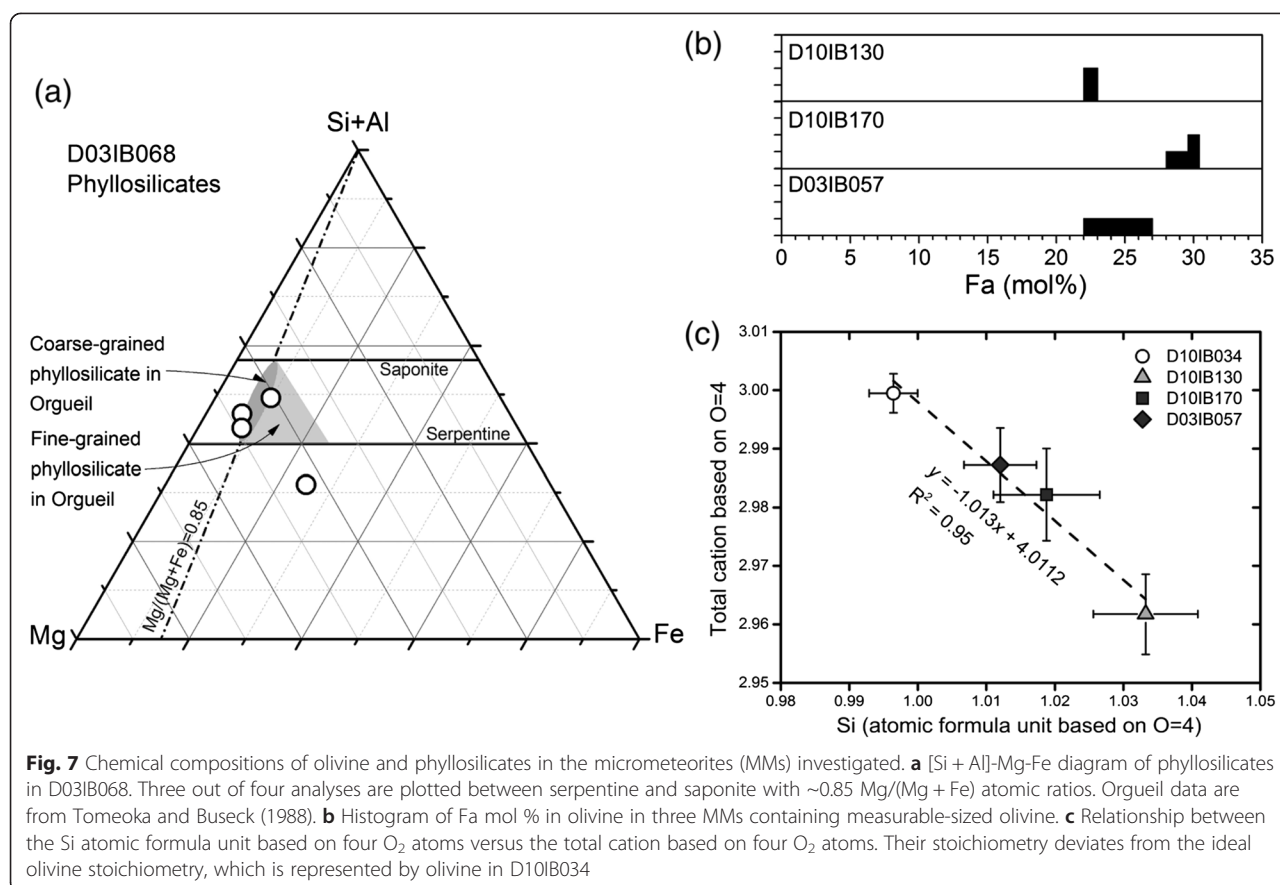 (a)
D03IB068
Phyllosilicates
Si+Al
Coarse-grained
phyllosilicate in
Orgueil
Fine-grained
phyllosilicate
in Orgueil
Saponite
Serpentine
Mg/(Mg+Fe)=0.85
Mg
Fe
(b)
D10IB130
D10IB170
D03IB057
0 5 10 15 20 25 30 35
Fa (mol%)
(c)
3.01
3.00
2.99
2.98
2.97
2.96
2.95
Total cation based on O=4
D10IB034
D10IB130
D10IB170
D03IB057
y = -1.013x + 4.0112
R² = 0.95
0.98 0.99 1.00 1.01 1.02 1.03 1.04 1.05
Si (atomic formula unit based on O=4)
Fig. 7 Chemical compositions of olivine and phyllosilicates in the micrometeorites (MMs) investigated. a [Si + Al]-Mg-Fe diagram of phyllosilicates
in D03IB068. Three out of four analyses are plotted between serpentine and saponite with ~0.85 Mg/(Mg + Fe) atomic ratios. Orgueil data are
from Tomeoka and Buseck (1988). b Histogram of Fa mol % in olivine in three MMs containing measurable-sized olivine. c Relationship between
the Si atomic formula unit based on four O₂ atoms versus the total cation based on four O₂ atoms. Their stoichiometry deviates from the ideal
olivine stoichiometry, which is represented by olivine in D10IB034